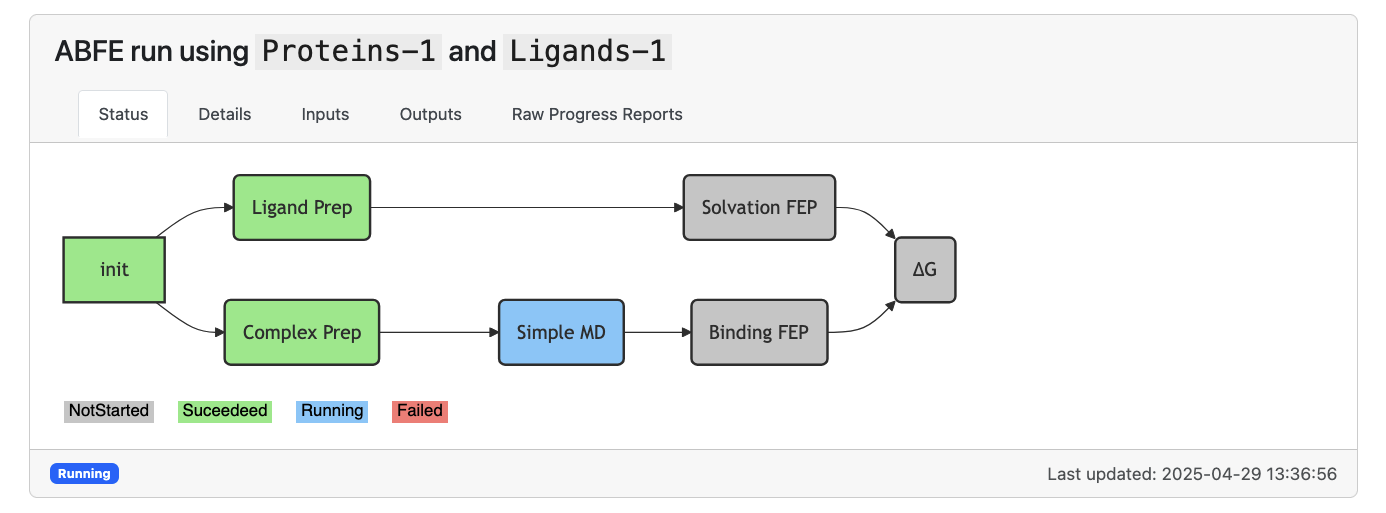 ABFE run using Proteins-1 and Ligands-1
Status Details Inputs Outputs Raw Progress Reports
Ligand Prep Solvation FEP
init ΔG
Complex Prep Simple MD Binding FEP
NotStarted Suceedeed Running Failed
Running Last updated: 2025-04-29 13:36:56